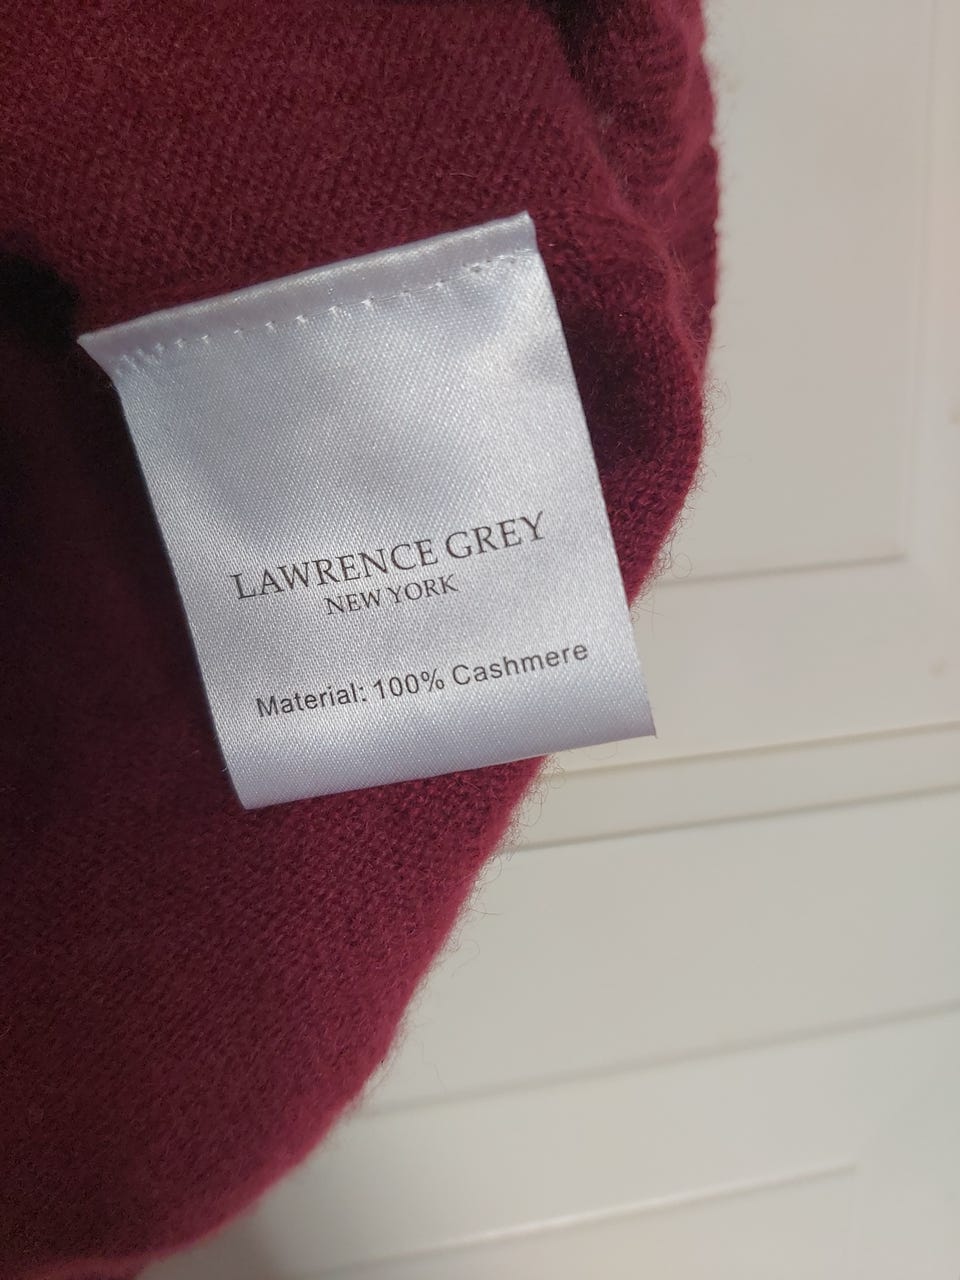 LAWRENCE GREY
NEW YORK
Material: 100% Cashmere